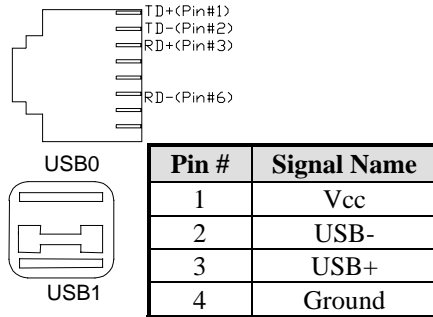 TD+(Pin#1)
TD-(Pin#2)
RD+(Pin#3)
RD-(Pin#6)
USB0
USB1
Pin # Signal Name
1 Vcc
2 USB-
3 USB+
4 Ground